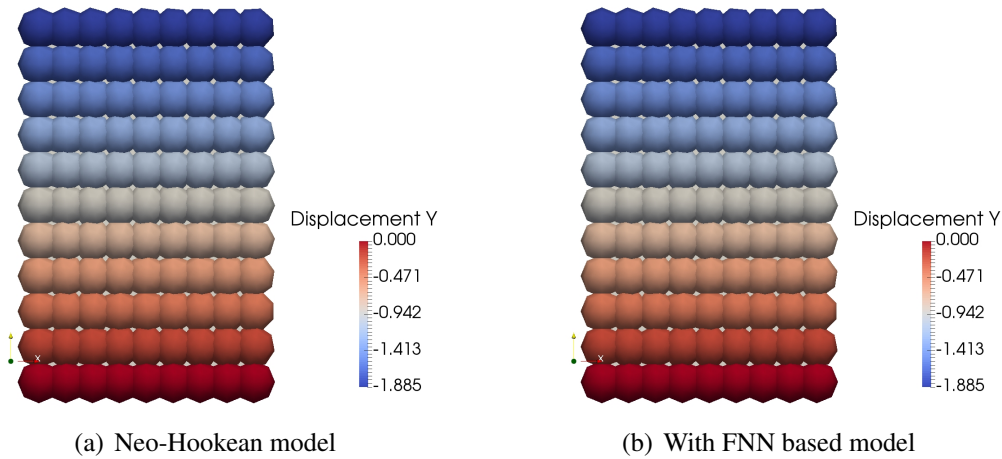 Displacement Y
0.000
-0.471
-0.942
-1.413
-1.885
X
(a) Neo-Hookean model
Displacement Y
0.000
-0.471
-0.942
-1.413
-1.885
X
(b) With FNN based model